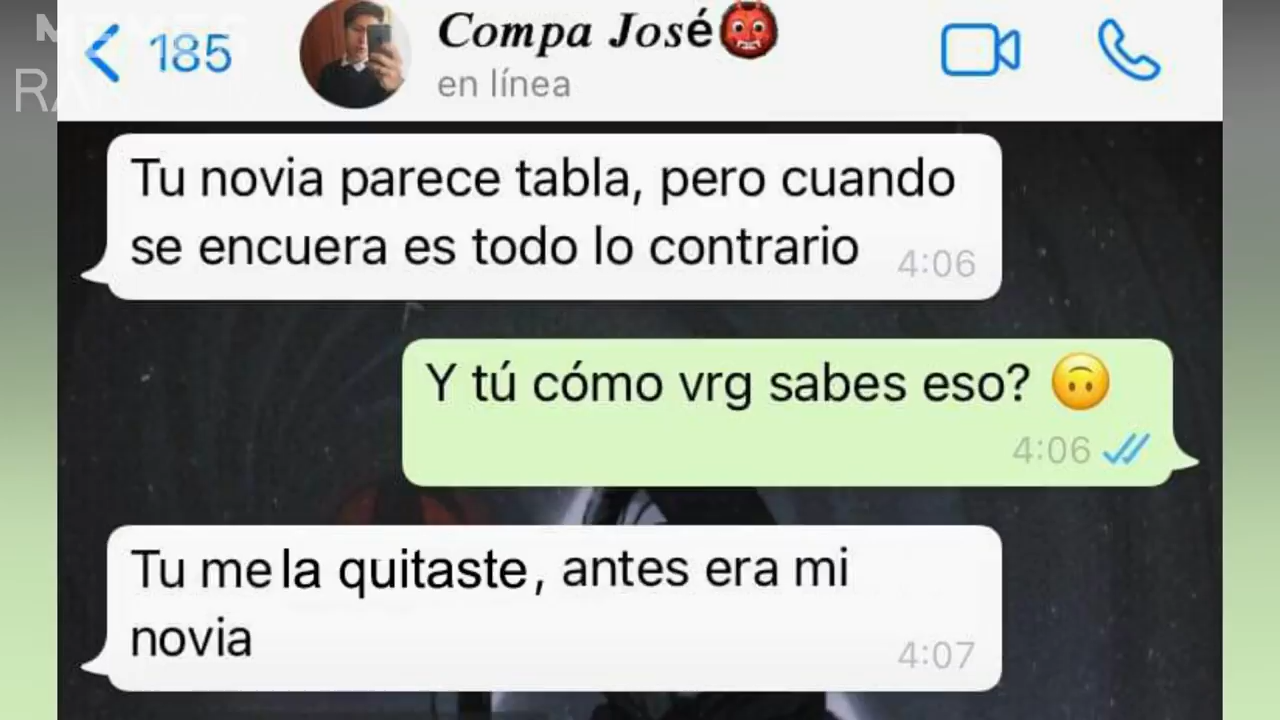 185
Compa José👹
en línea
Tu novia parece tabla, pero cuando
se encuera es todo lo contrario
4:06
Y tú cómo vrg sabes eso? 🙃
4:06
Tu me la quitaste, antes era mi
novia
4:07